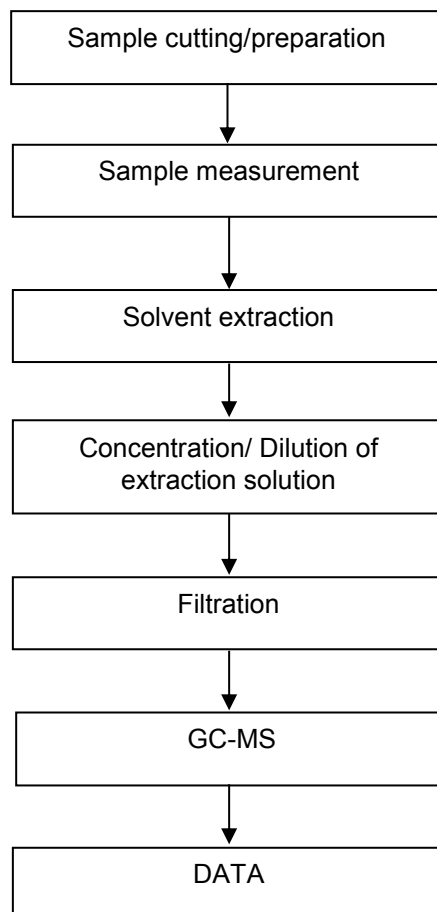 Sample cutting/preparation
Sample measurement
Solvent extraction
Concentration/ Dilution of
extraction solution
Filtration
GC-MS
DATA